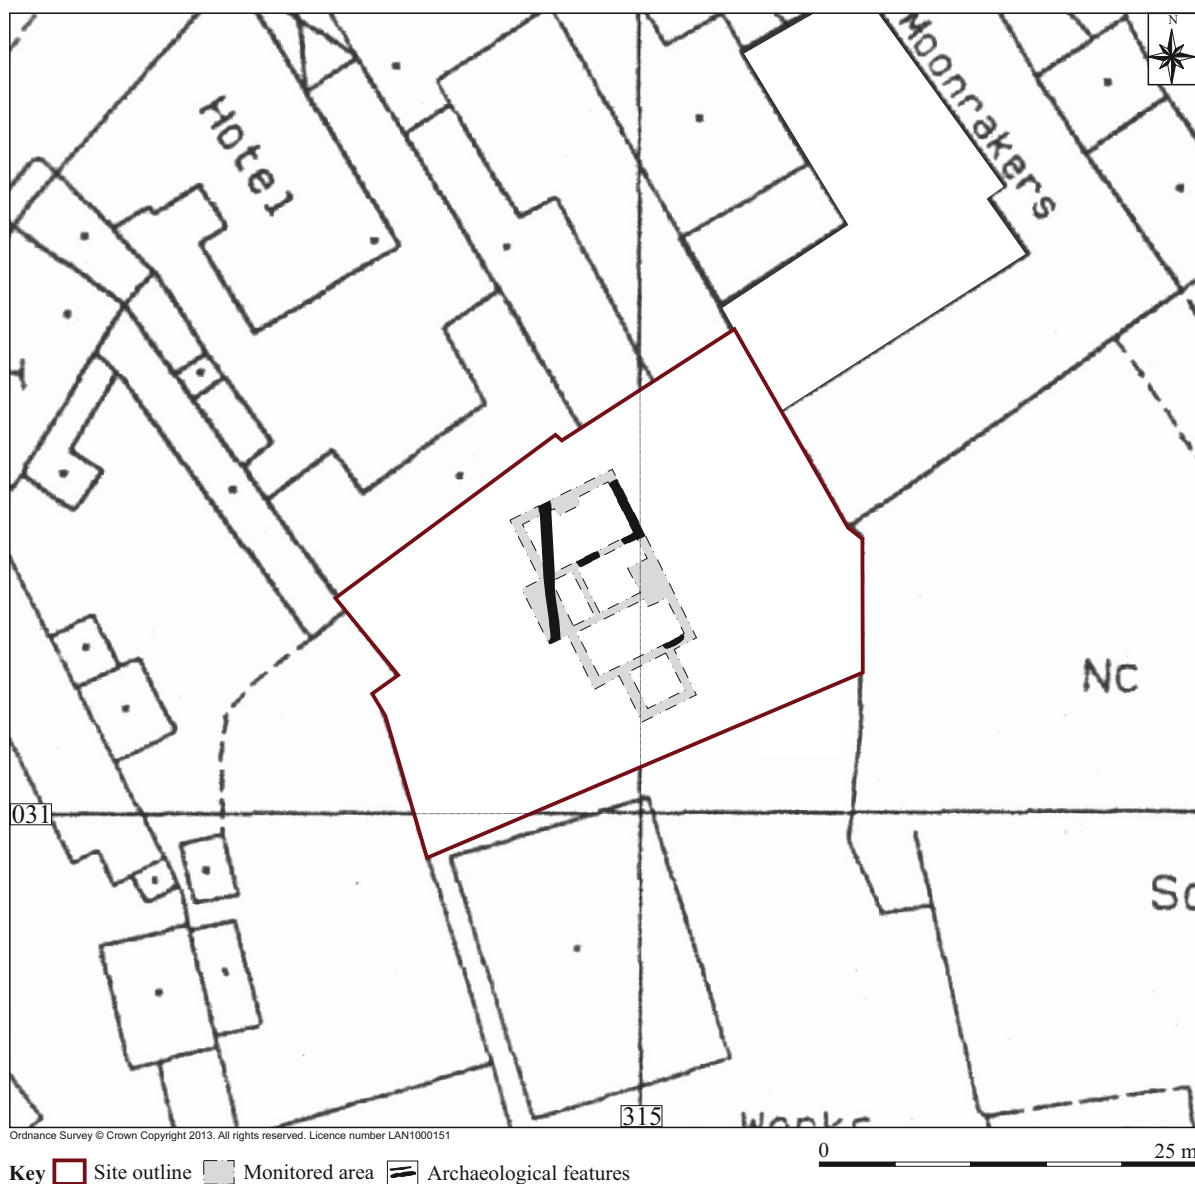 N
Moonrakers
Hotel
Nc
031
315
Ordnance Survey © Crown Copyright 2013. All rights reserved. Licence number LAN1000151
Key Site outline Monitored area Archaeological features
0 25 m